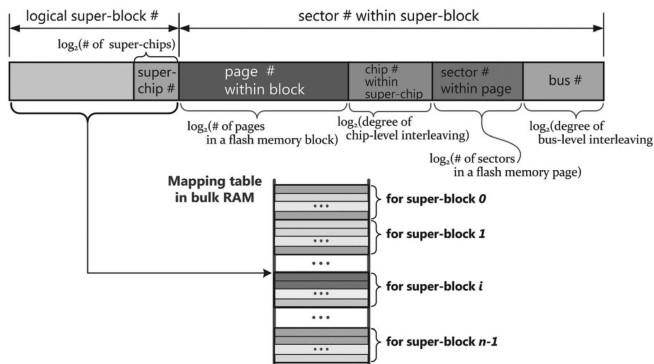 logical super-block #
sector # within super-block
log₂(# of super-chips)
super-
chip #
page #
within block
chip #
within
super-chip
sector #
within page
bus #
log₂(# of pages
in a flash memory block)
log₂(degree of
chip-level interleaving)
log₂(# of sectors
in a flash memory page)
log₂(degree of
bus-level interleaving
Mapping table
in bulk RAM
•••
for super-block 0
•••
for super-block 1
•••
•••
for super-block i
•••
•••
for super-block n-1